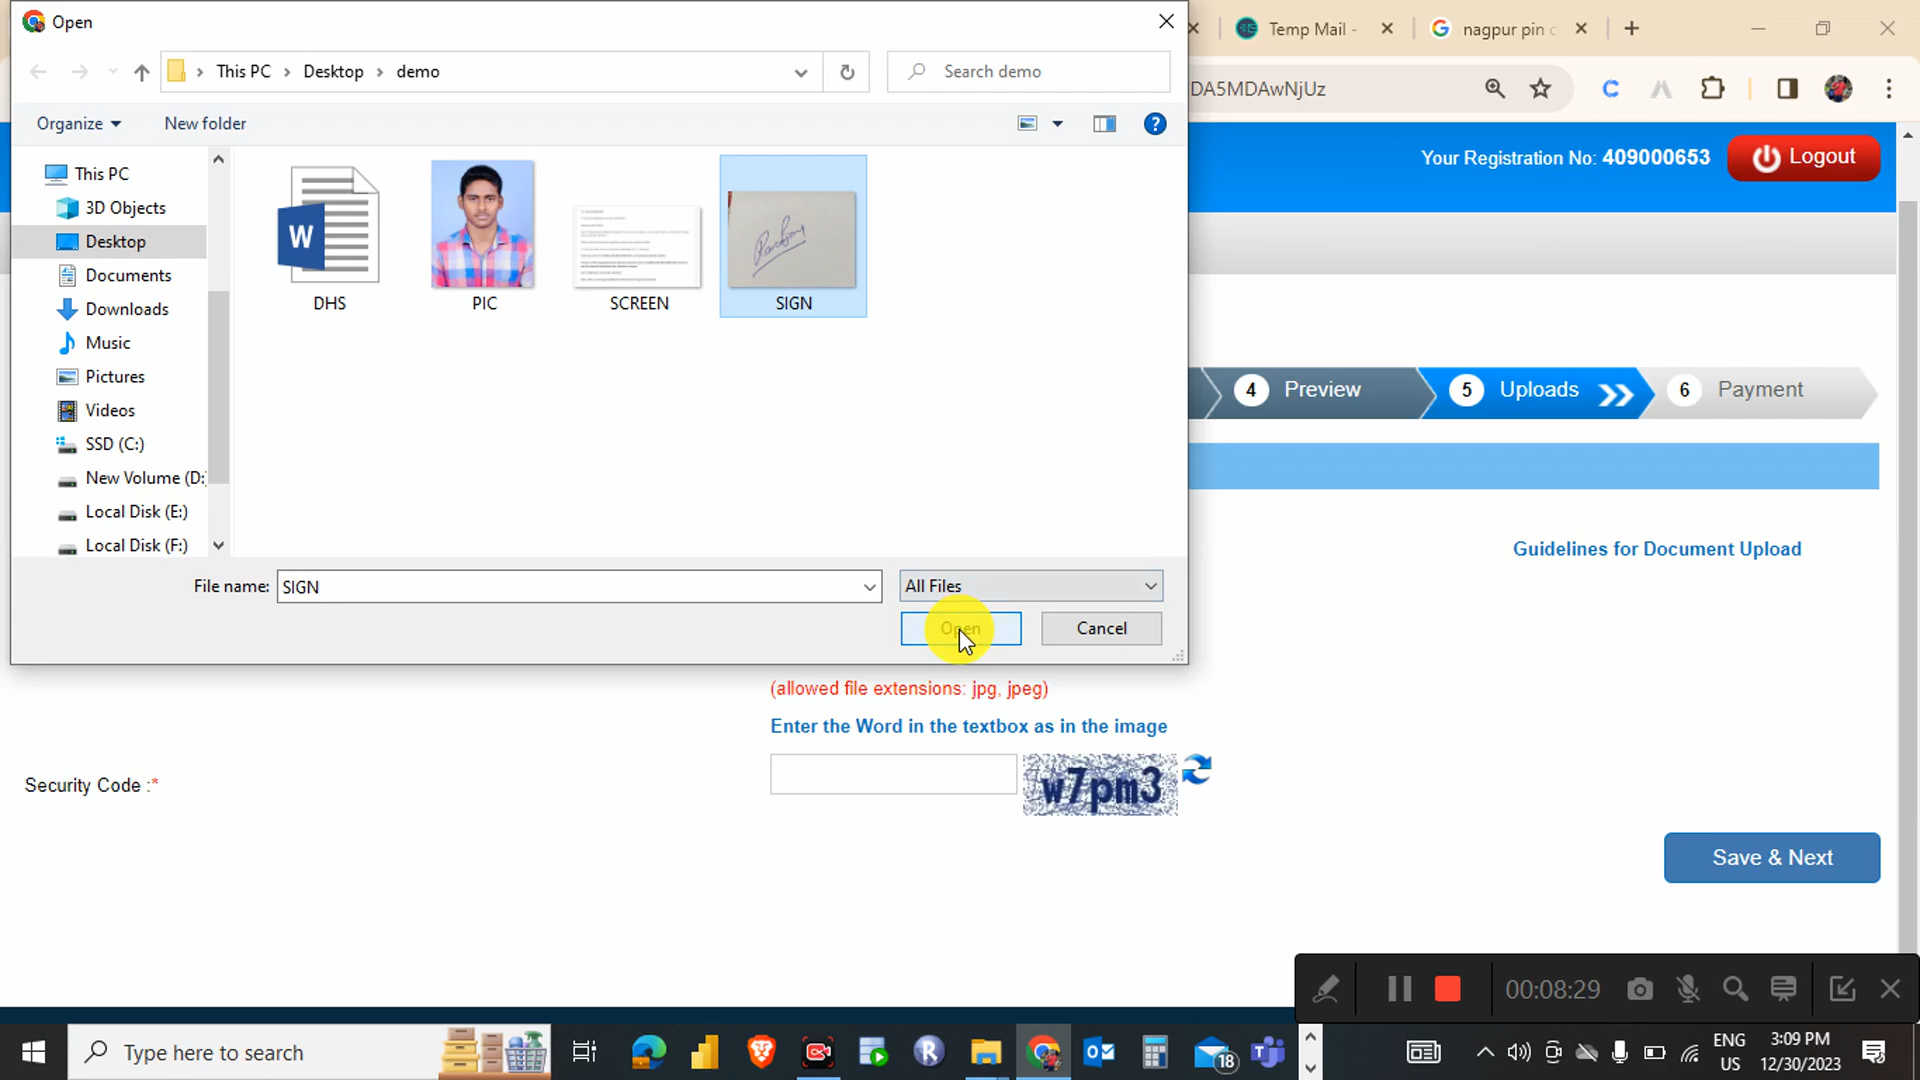 Open
Temp Mail -
nagpur pin c
This PC
Desktop
demo
Search demo
DA5MDAwNjUz
Organize
New folder
Your Registration No: 409000653
Logout
This PC
3D Objects
Desktop
Documents
Downloads
Music
Pictures
Videos
SSD (C:)
New Volume (D:
Local Disk (E:)
Local Disk (F:)
W
DHS
PIC
SCREEN
SIGN
4 Preview
5 Uploads
6 Payment
Guidelines for Document Upload
File name:
SIGN
All Files
Open
Cancel
(allowed file extensions: jpg, jpeg)
Enter the Word in the textbox as in the image
Security Code :*
w7pm3
Save & Next
00:08:29
Type here to search
18
ENG
US
3:09 PM
12/30/2023